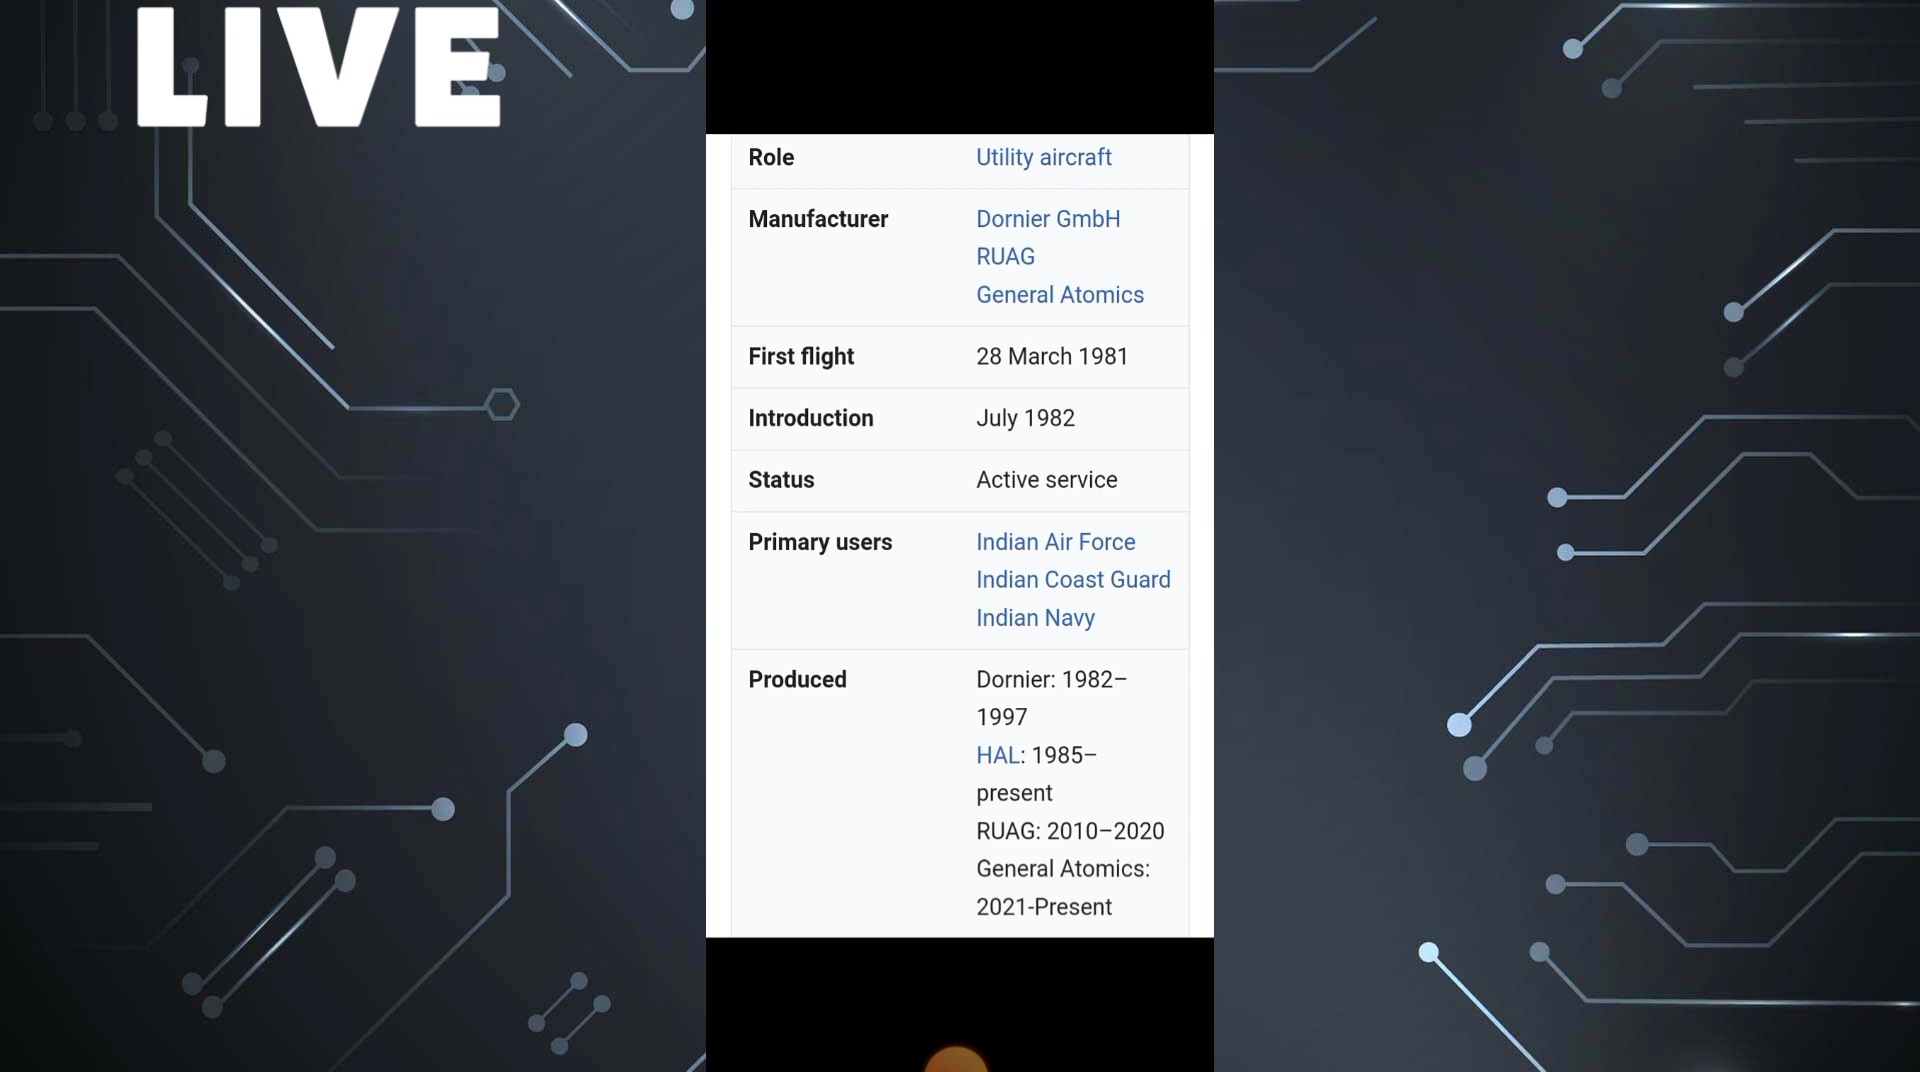 LIVE
Role Utility aircraft
Manufacturer Dornier GmbH
RUAG
General Atomics
First flight 28 March 1981
Introduction July 1982
Status Active service
Primary users Indian Air Force
Indian Coast Guard
Indian Navy
Produced Dornier: 1982–
1997
HAL: 1985–
present
RUAG: 2010–2020
General Atomics:
2021-Present